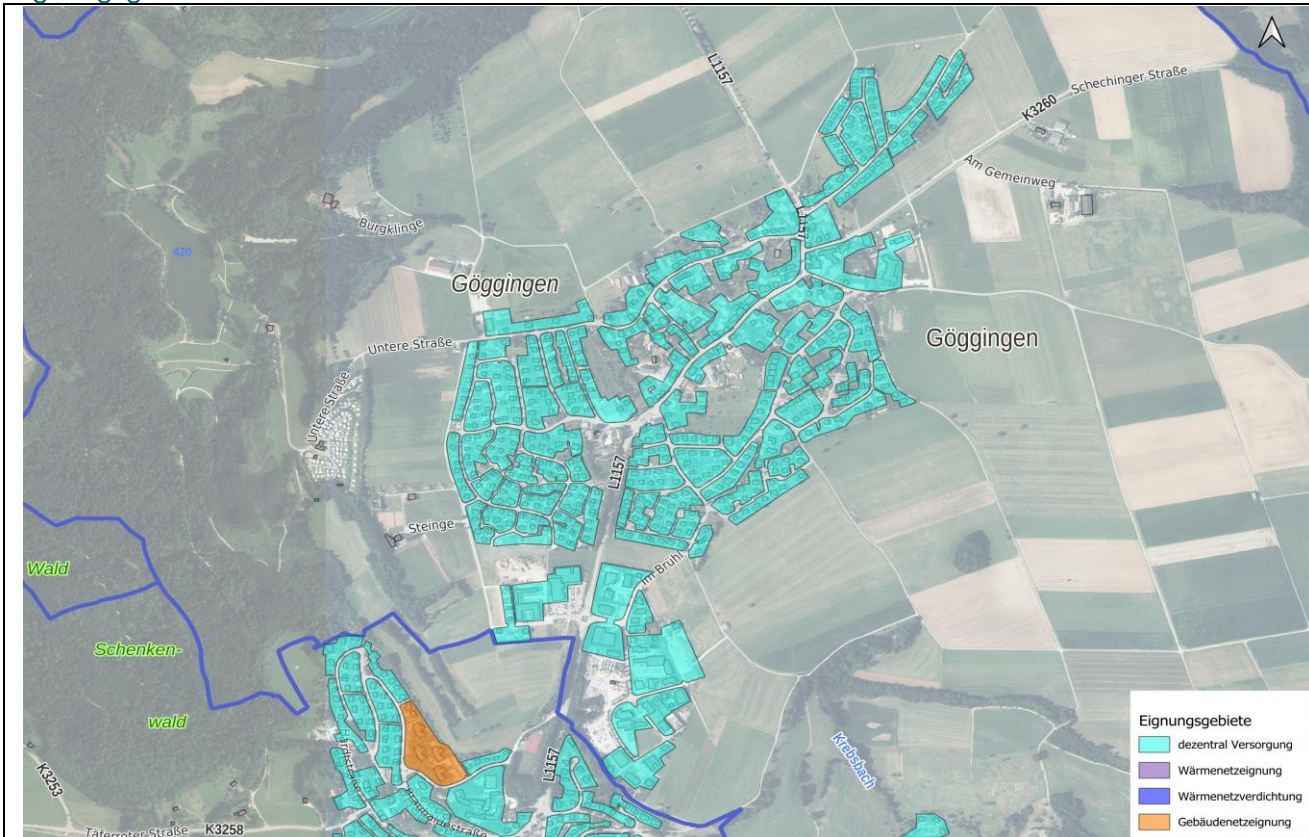 L1157
Schechinger Straße
K3260
Am Gemeinweg
Burgklinge
420
Göggingen
Göggingen
Untere Straße
Untere Straße
L1157
Steinge
Im Brühl
Wald
Schenken-
wald
L1157
Krebsbach
K3253
Täferroter Straße
K3258
Eignungsgebiete
dezentral Versorgung
Wärmenetzeignung
Wärmenetzverdichtung
Gebäudenetzeignung